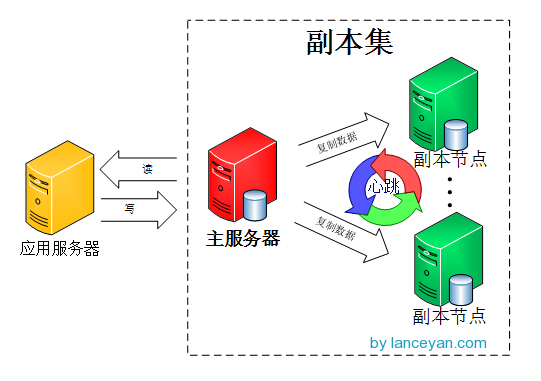 副本集
副本节点
复制数据
读
心跳
写
主服务器
应用服务器
复制数据
副本节点
by lanceyan.com